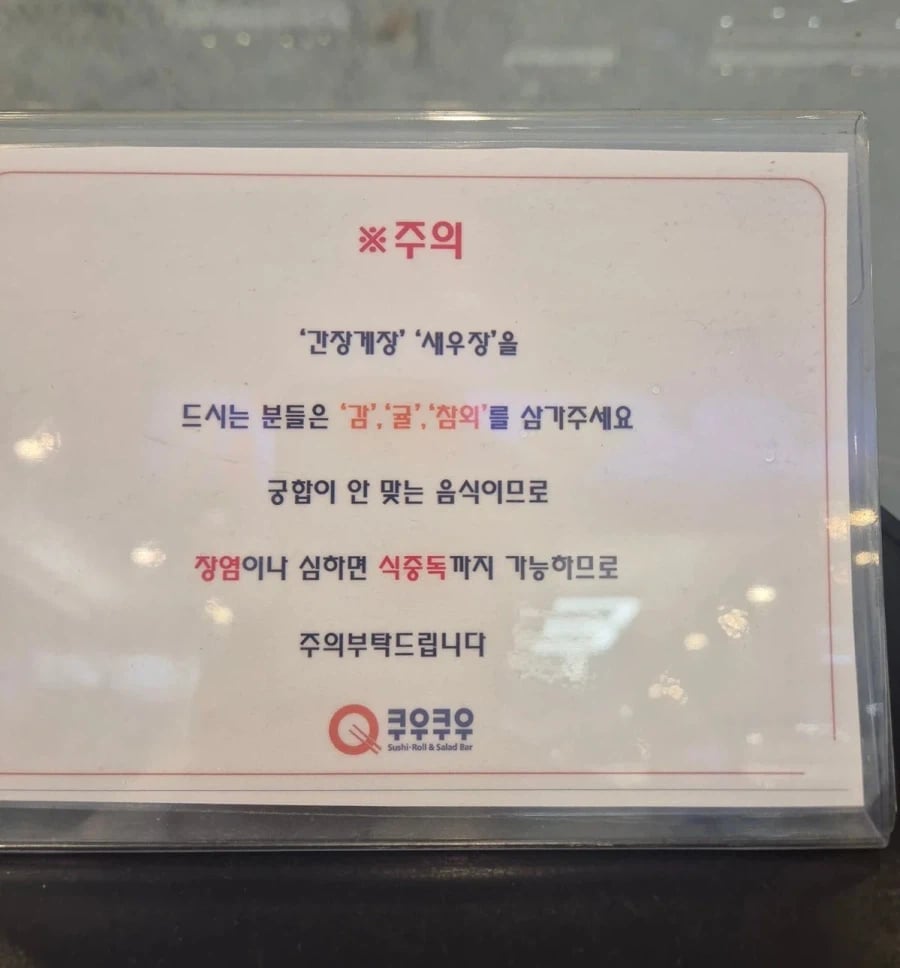 ※주의
‘간장게장’ ‘새우장’을
드시는 분들은 ‘감’,‘귤’,‘참외’를 삼가주세요
궁합이 안 맞는 음식이므로
장염이나 심하면 식중독까지 가능하므로
주의부탁드립니다
쿠우쿠우
Sushi·Roll & Salad Bar